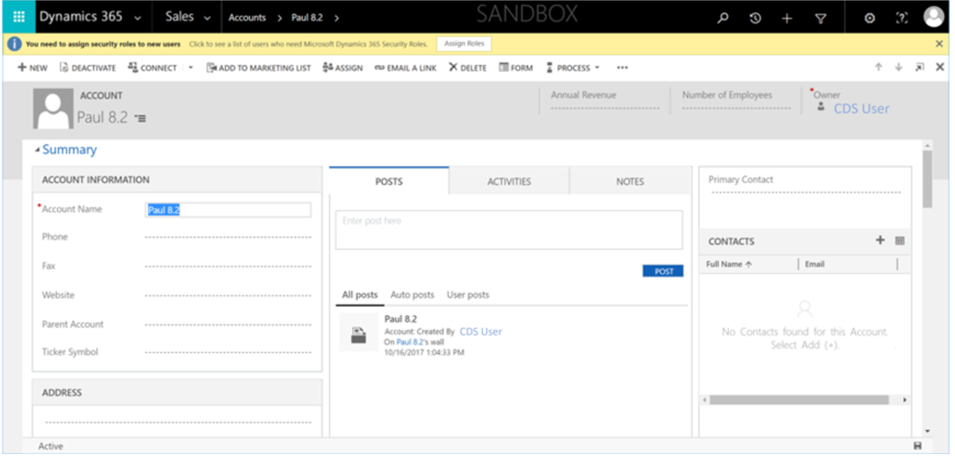 Dynamics 365 Sales Accounts > Paul 8.2 > SANDBOX
You need to assign security roles to new users Click to see a list of users who need Microsoft Dynamics 365 Security Roles. Assign Roles
NEW DEACTIVATE CONNECT ADD TO MARKETING LIST ASSIGN EMAIL A LINK DELETE FORM PROCESS ...
ACCOUNT
Paul 8.2
Annual Revenue
Number of Employees
*Owner
CDS User
Summary
ACCOUNT INFORMATION
*Account Name Paul 8.2
Phone
Fax
Website
Parent Account
Ticker Symbol
ADDRESS
POSTS ACTIVITIES NOTES
Enter post here
POST
All posts Auto posts User posts
Paul 8.2
Account: Created By CDS User
On Paul 8.2's wall
10/16/2017 1:04:33 PM
Primary Contact
CONTACTS
Full Name ↑ Email
No Contacts found for this Account.
Select Add (+).
Active